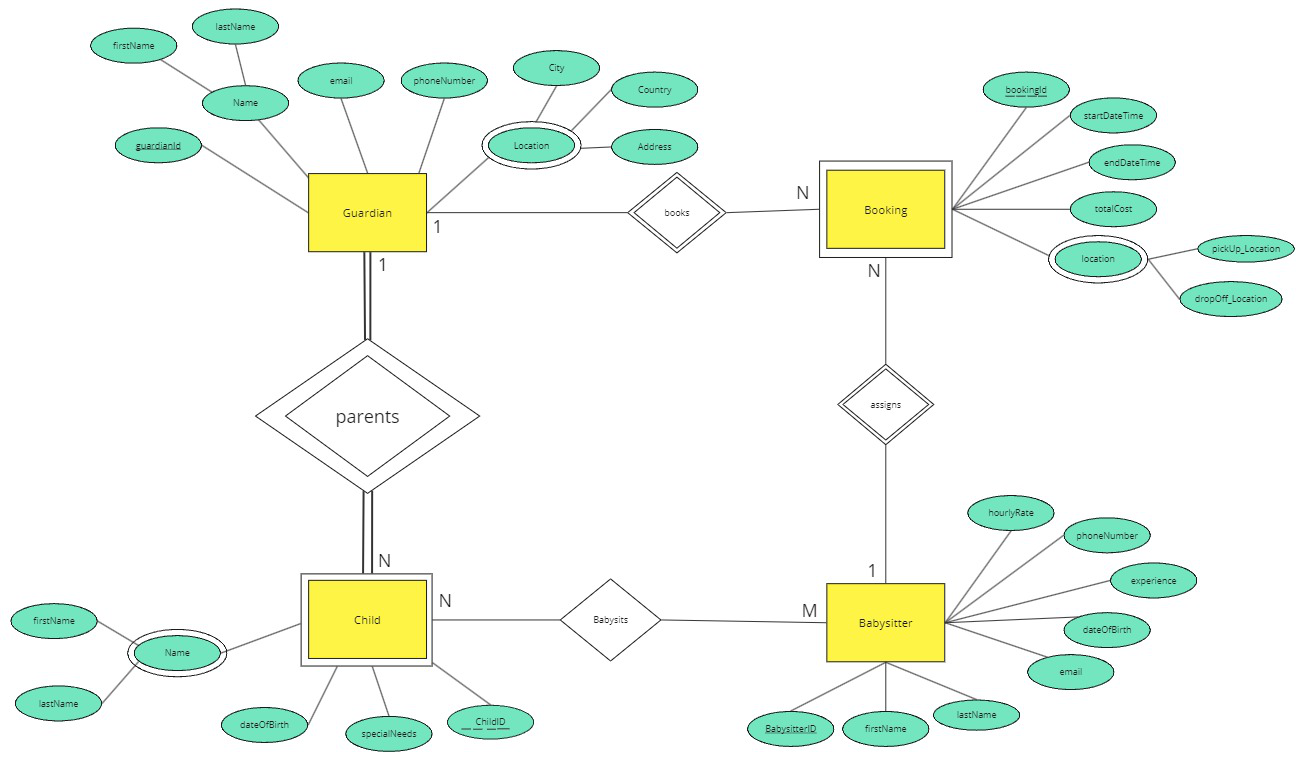 lastName
firstName
City
email
phoneNumber
Country
bookingId
Name
startDateTime
guardianId
Location
Address
endDateTime
Guardian
books
N
Booking
totalCost
1
pickUp_Location
location
1
N
dropOff_Location
parents
assigns
hourlyRate
phoneNumber
N
1
experience
N
M
firstName
Child
Babysits
Babysitter
dateOfBirth
Name
email
lastName
dateOfBirth
specialNeeds
ChildID
BabysitterID
firstName
lastName